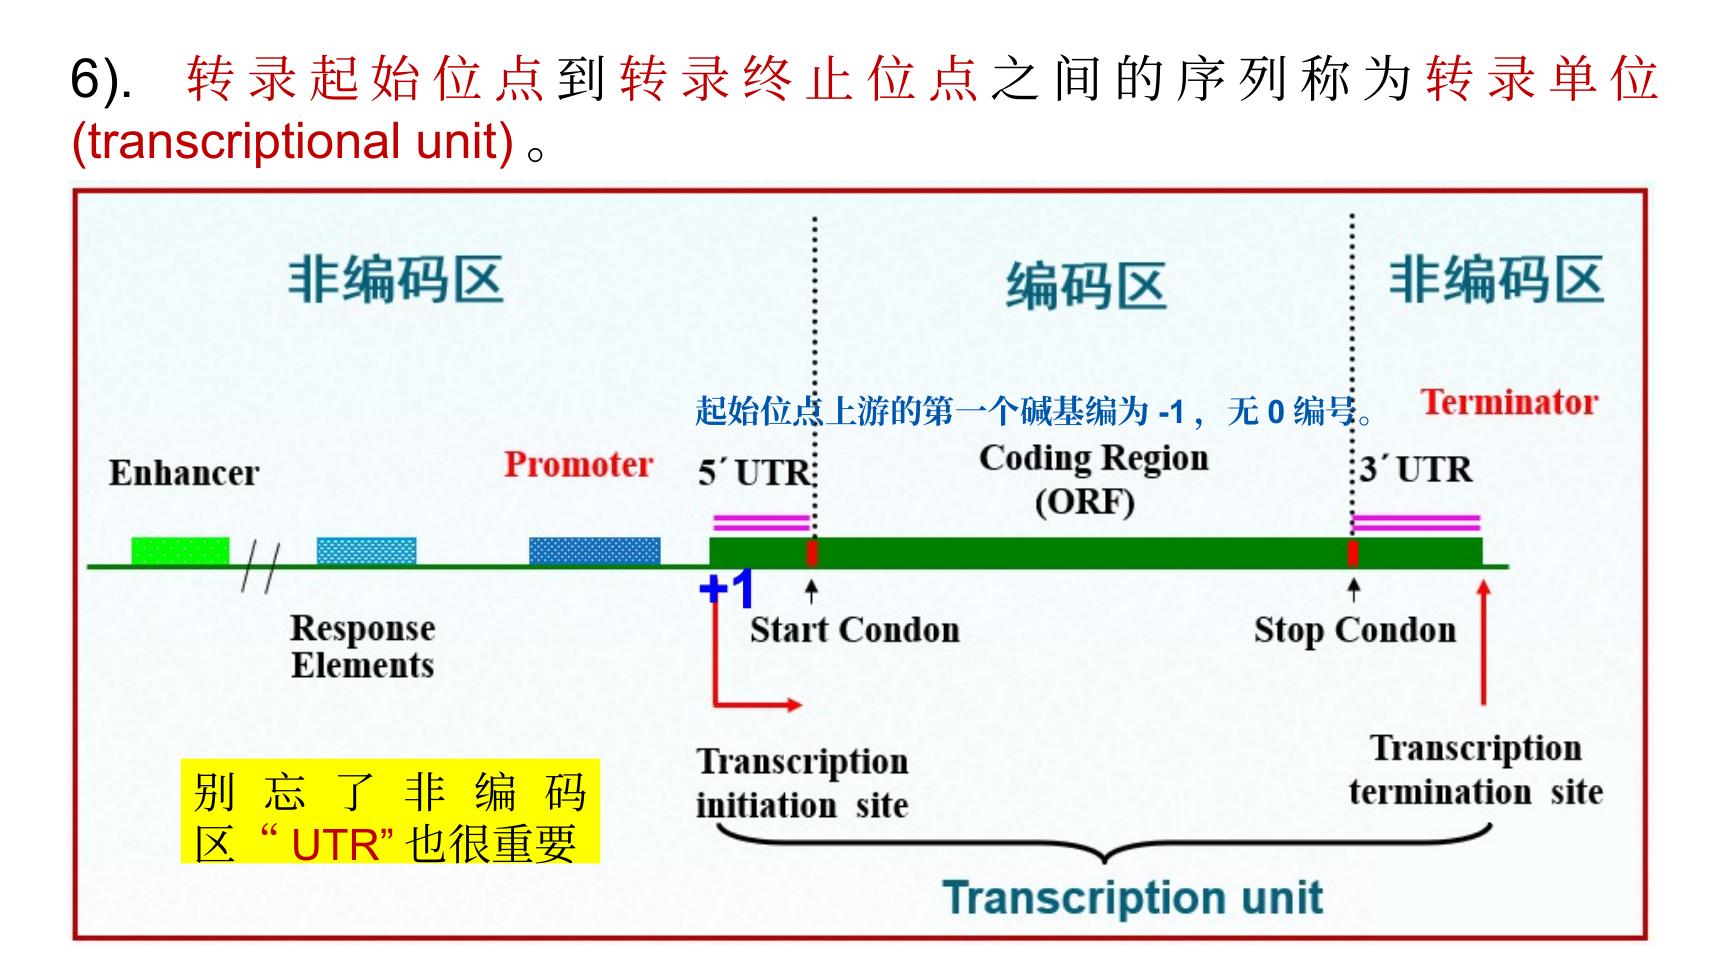 6). 转录起始位点到转录终止位点之间的序列称为转录单位
(transcriptional unit) 。
非编码区
编码区
非编码区
起始位点上游的第一个碱基编为 -1 ，无 0 编号。
Terminator
Enhancer
Promoter
5´ UTR
Coding Region
(ORF)
3´ UTR
+1
Response
Elements
Start Condon
Stop Condon
Transcription
initiation site
Transcription
termination site
别忘了非编码
区“ UTR” 也很重要
Transcription unit